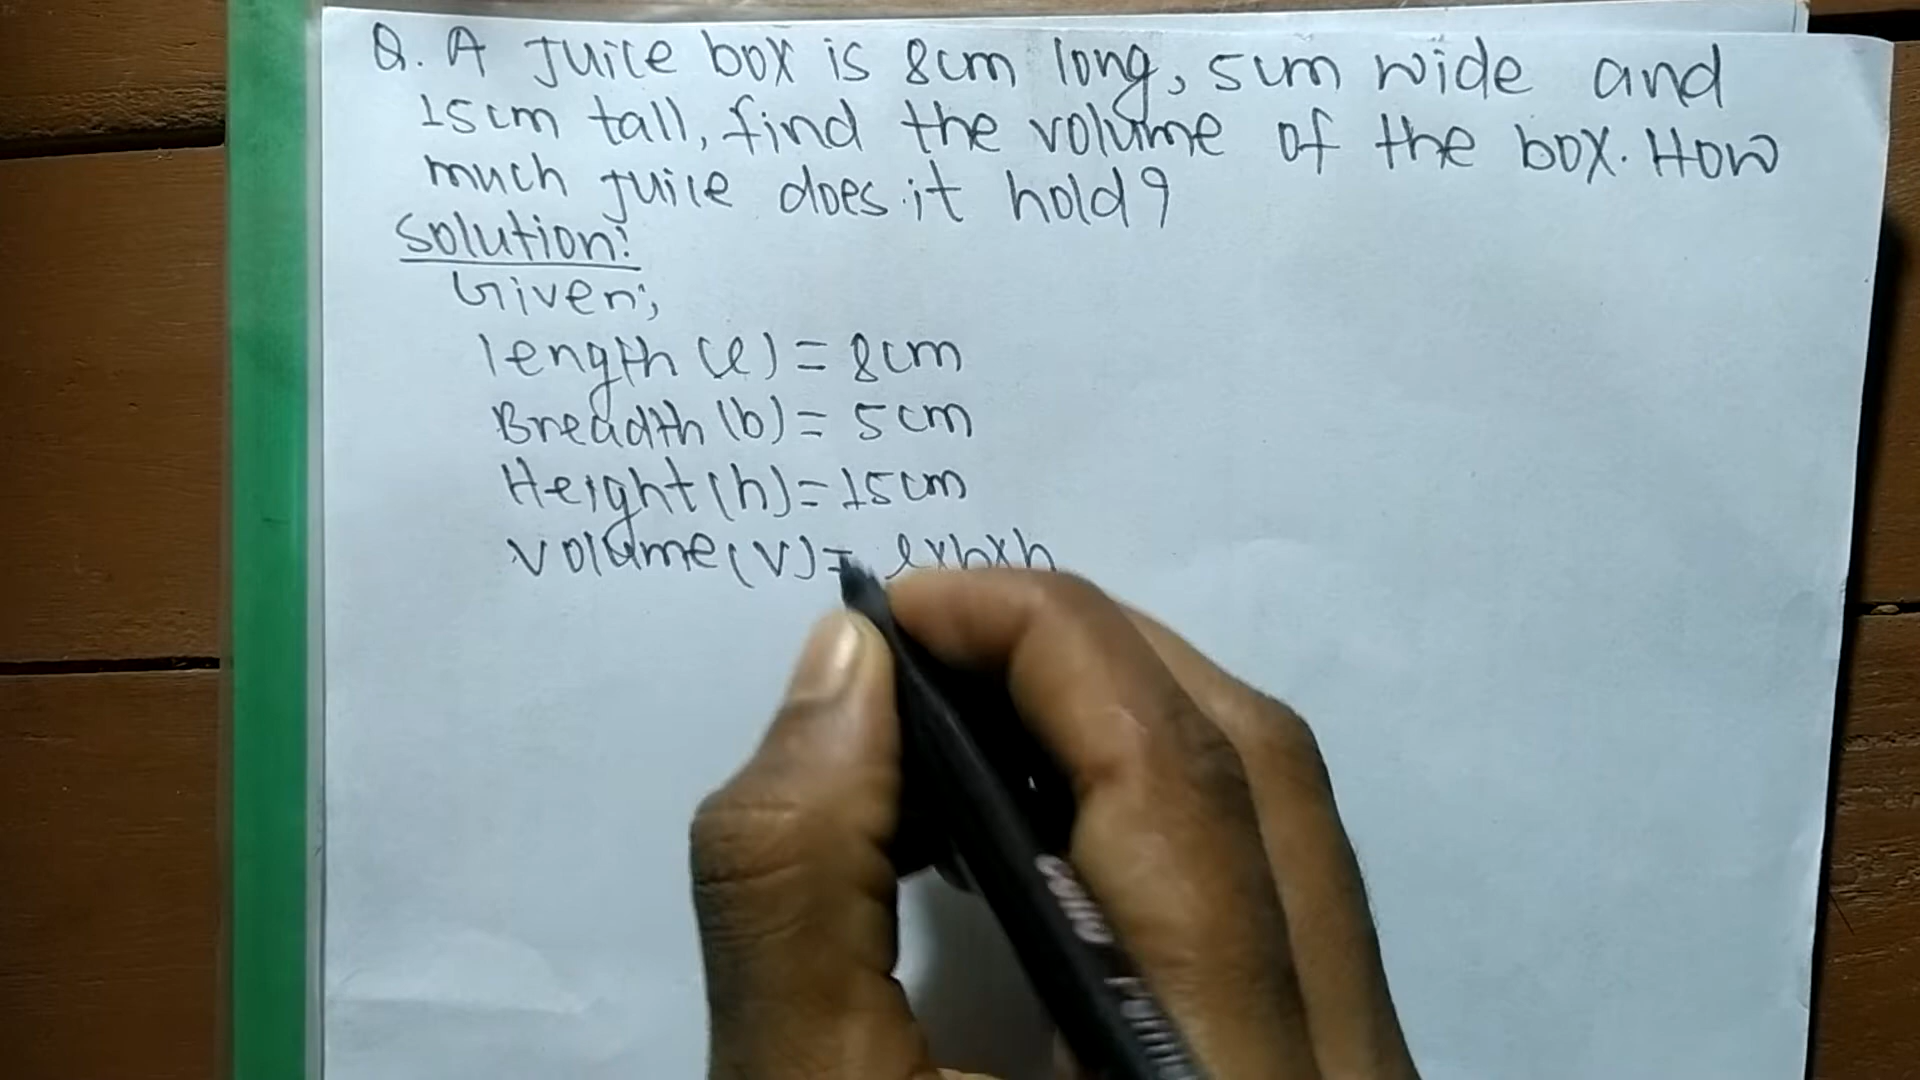 Q. A Juice box is 8cm long, 5cm wide and
15cm tall, find the volume of the box. How
much juice does it hold?
Solution:
Given;
length (l) = 8cm
Breadth (b) = 5cm
Height (h) = 15cm
Volume (V) = l×b×h
cello